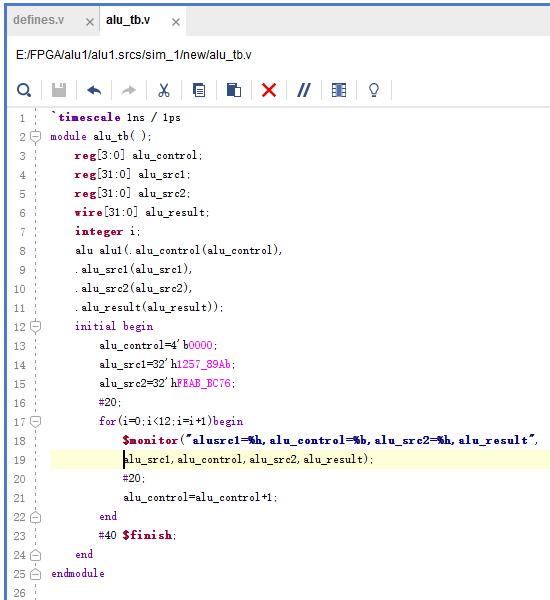 defines.v × alu_tb.v ×
E:/FPGA/alu1/alu1.srcs/sim_1/new/alu_tb.v
1 `timescale 1ns / 1ps
2 module alu_tb( );
3 reg[3:0] alu_control;
4 reg[31:0] alu_src1;
5 reg[31:0] alu_src2;
6 wire[31:0] alu_result;
7 integer i;
8 alu alu1(.alu_control(alu_control),
9 .alu_src1(alu_src1),
10 .alu_src2(alu_src2),
11 .alu_result(alu_result));
12 initial begin
13 alu_control=4'b0000;
14 alu_src1=32'h1257_89Ab;
15 alu_src2=32'hFEAB_BC76;
16 #20;
17 for(i=0;i<12;i=i+1)begin
18 $monitor("alusrc1=%h,alu_control=%b,alu_src2=%h,alu_result",
19 alu_src1,alu_control,alu_src2,alu_result);
20 #20;
21 alu_control=alu_control+1;
22 end
23 #40 $finish;
24 end
25 endmodule
26